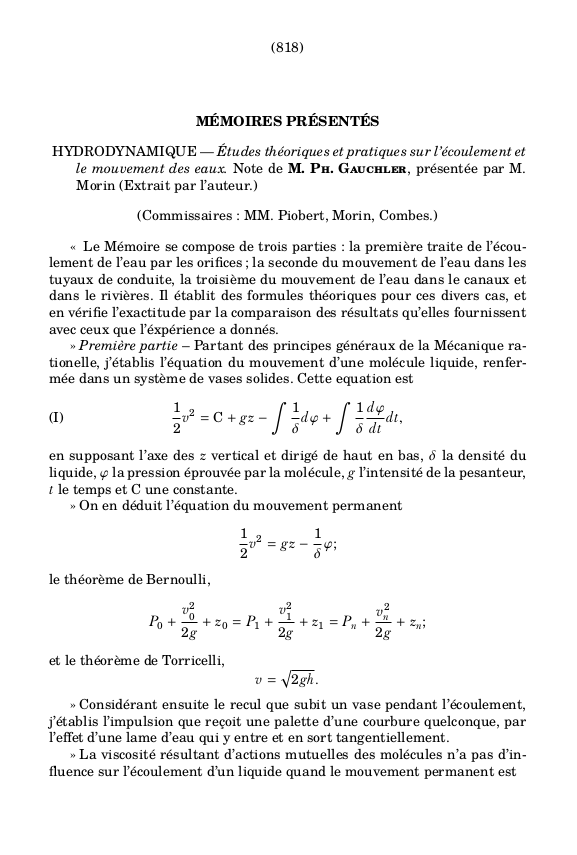 (818)
MÉMOIRES PRÉSENTÉS
HYDRODYNAMIQUE — Études théoriques et pratiques sur l'écoulement et
le mouvement des eaux. Note de M. Ph. Gauchler, présentée par M.
Morin (Extrait par l'auteur.)
(Commissaires : MM. Piobert, Morin, Combes.)
« Le Mémoire se compose de trois parties : la première traite de l'écou-
lement de l'eau par les orifices ; la seconde du mouvement de l'eau dans les
tuyaux de conduite, la troisième du mouvement de l'eau dans le canaux et
dans le rivières. Il établit des formules théoriques pour ces divers cas, et
en vérifie l'exactitude par la comparaison des résultats qu'elles fournissent
avec ceux que l'éxpérience a donnés.
» Première partie – Partant des principes généraux de la Mécanique ra-
tionelle, j'établis l'équation du mouvement d'une molécule liquide, renfer-
mée dans un système de vases solides. Cette equation est
(I) \frac{1}{2}v^2 = C + gz - \int \frac{1}{\delta} d\varphi + \int \frac{1}{\delta} \frac{d\varphi}{dt} dt,
en supposant l'axe des z vertical et dirigé de haut en bas, δ la densité du
liquide, φ la pression éprouvée par la molécule, g l'intensité de la pesanteur,
t le temps et C une constante.
» On en déduit l'équation du mouvement permanent
\frac{1}{2}v^2 = gz - \frac{1}{\delta}\varphi;
le théorème de Bernoulli,
P_0 + \frac{v_0^2}{2g} + z_0 = P_1 + \frac{v_1^2}{2g} + z_1 = P_n + \frac{v_n^2}{2g} + z_n;
et le théorème de Torricelli,
v = \sqrt{2gh}.
» Considérant ensuite le recul que subit un vase pendant l'écoulement,
j'établis l'impulsion que reçoit une palette d'une courbure quelconque, par
l'effet d'une lame d'eau qui y entre et en sort tangentiellement.
» La viscosité résultant d'actions mutuelles des molécules n'a pas d'in-
fluence sur l'écoulement d'un liquide quand le mouvement permanent est